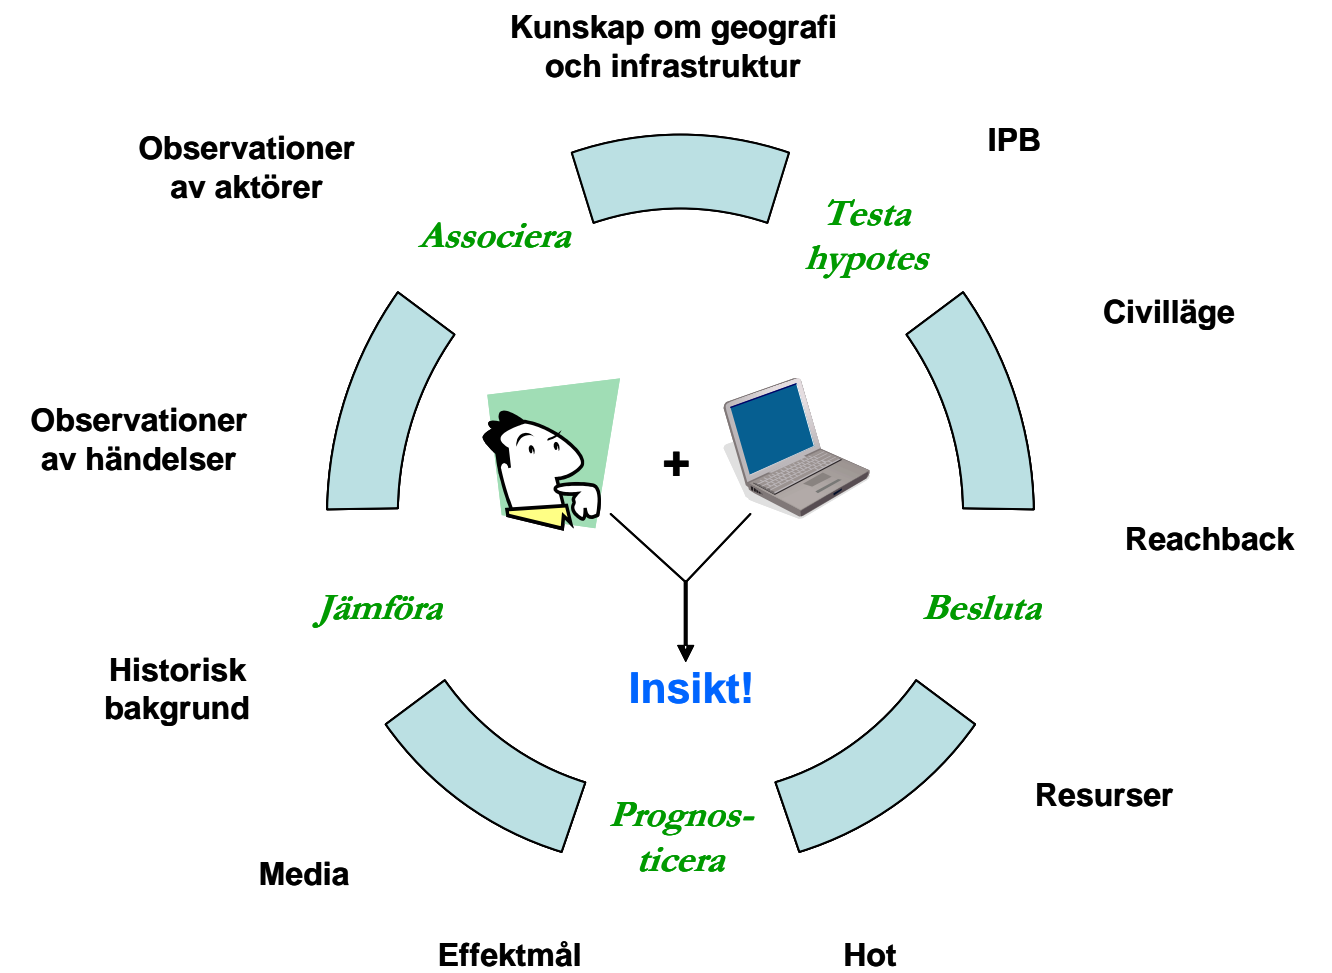 Kunskap om geografi
och infrastruktur
IPB
Observationer
av aktörer
Testa
hypotes
Associera
Civilläge
Observationer
av händelser
+
Reachback
Jämföra
Besluta
Historisk
bakgrund
Insikt!
Resurser
Prognos-
ticera
Media
Effektmål
Hot